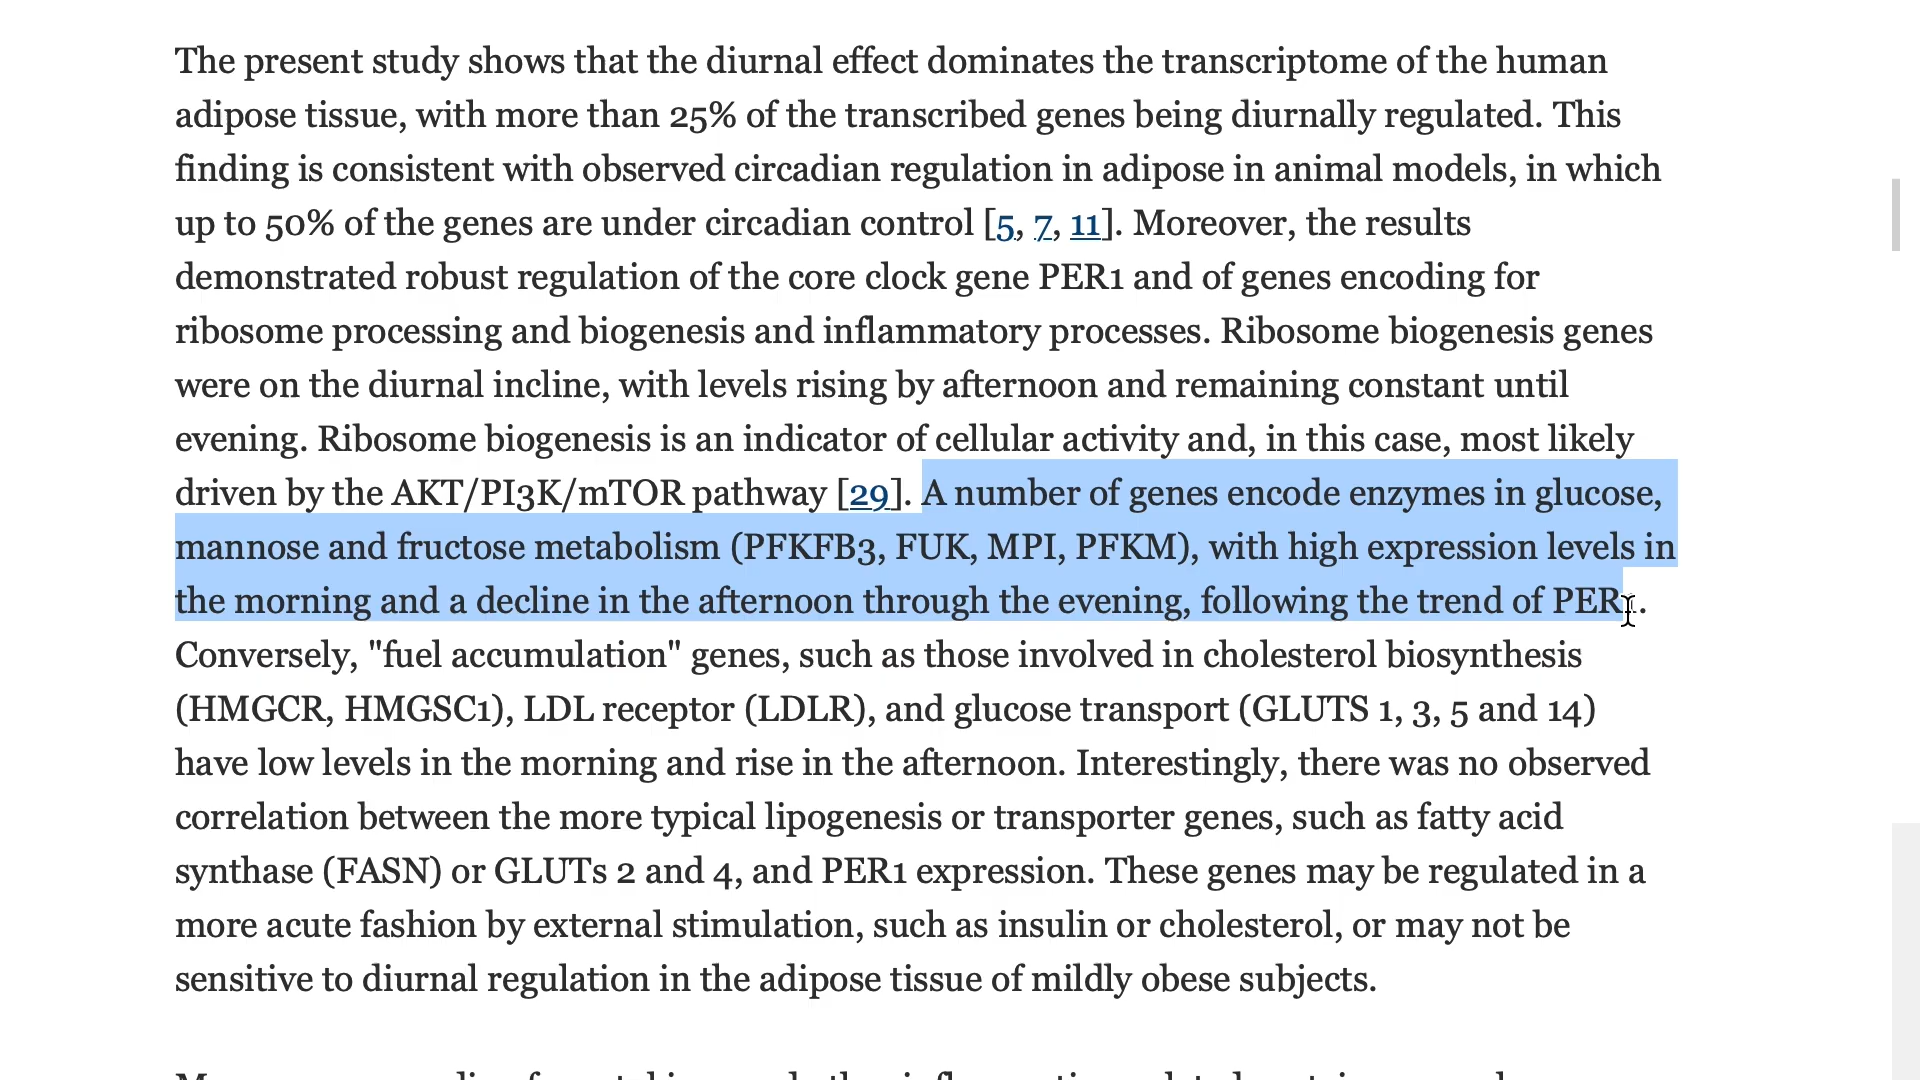 The present study shows that the diurnal effect dominates the transcriptome of the human
adipose tissue, with more than 25% of the transcribed genes being diurnally regulated. This
finding is consistent with observed circadian regulation in adipose in animal models, in which
up to 50% of the genes are under circadian control [5, 7, 11]. Moreover, the results
demonstrated robust regulation of the core clock gene PER1 and of genes encoding for
ribosome processing and biogenesis and inflammatory processes. Ribosome biogenesis genes
were on the diurnal incline, with levels rising by afternoon and remaining constant until
evening. Ribosome biogenesis is an indicator of cellular activity and, in this case, most likely
driven by the AKT/PI3K/mTOR pathway [29]. A number of genes encode enzymes in glucose,
mannose and fructose metabolism (PFKFB3, FUK, MPI, PFKM), with high expression levels in
the morning and a decline in the afternoon through the evening, following the trend of PER1.
Conversely, "fuel accumulation" genes, such as those involved in cholesterol biosynthesis
(HMGCR, HMGSC1), LDL receptor (LDLR), and glucose transport (GLUTS 1, 3, 5 and 14)
have low levels in the morning and rise in the afternoon. Interestingly, there was no observed
correlation between the more typical lipogenesis or transporter genes, such as fatty acid
synthase (FASN) or GLUTs 2 and 4, and PER1 expression. These genes may be regulated in a
more acute fashion by external stimulation, such as insulin or cholesterol, or may not be
sensitive to diurnal regulation in the adipose tissue of mildly obese subjects.